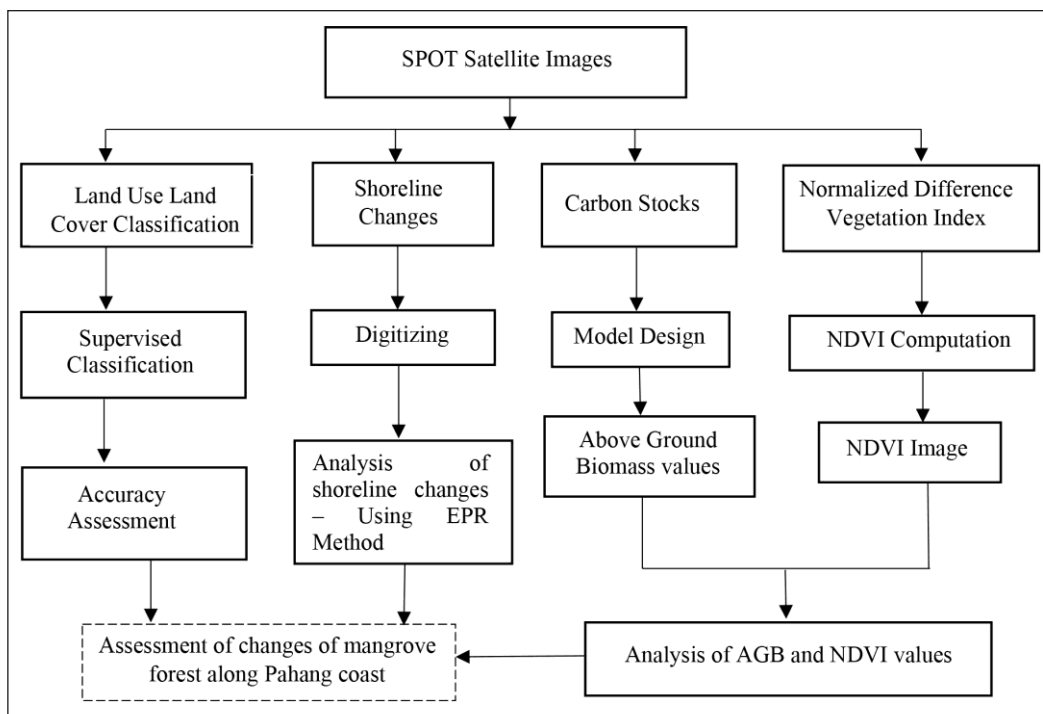 SPOT Satellite Images
Land Use Land
Cover Classification
Shoreline
Changes
Carbon Stocks
Normalized Difference
Vegetation Index
Supervised
Classification
Digitizing
Model Design
NDVI Computation
Accuracy
Assessment
Analysis of
shoreline changes
– Using EPR
Method
Above Ground
Biomass values
NDVI Image
Assessment of changes of mangrove
forest along Pahang coast
Analysis of AGB and NDVI values